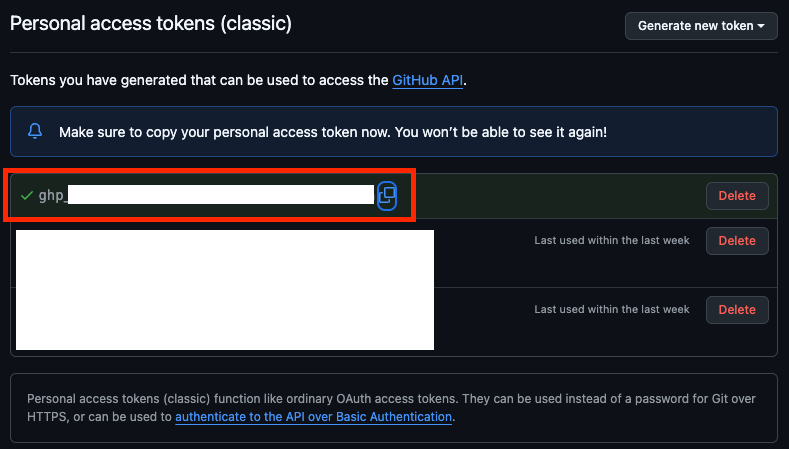 Personal access tokens (classic)
Generate new token
Tokens you have generated that can be used to access the GitHub API.
Make sure to copy your personal access token now. You won’t be able to see it again!
ghp_
Delete
Last used within the last week
Delete
Last used within the last week
Delete
Personal access tokens (classic) function like ordinary OAuth access tokens. They can be used instead of a password for Git over
HTTPS, or can be used to authenticate to the API over Basic Authentication.